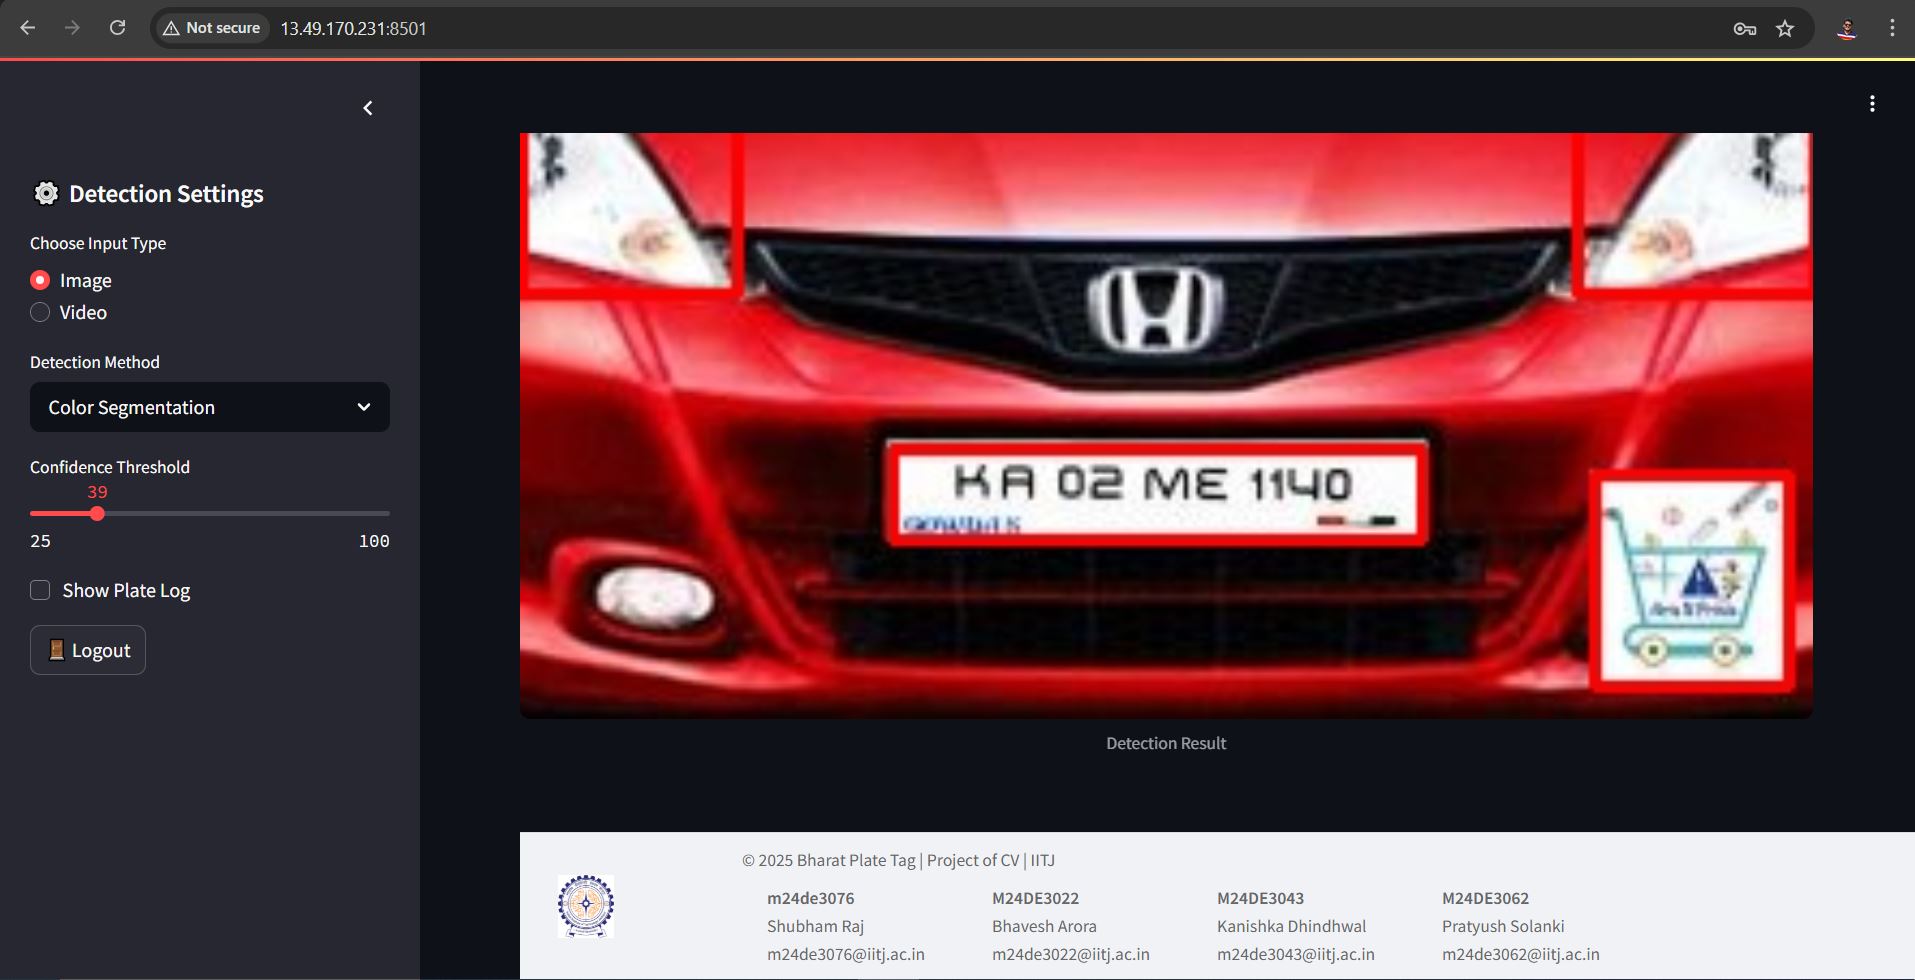 Not secure
13.49.170.231:8501
Detection Settings
Choose Input Type
Image
Video
Detection Method
Color Segmentation
Confidence Threshold
39
25
100
Show Plate Log
Logout
KA 02 ME 1140
Detection Result
© 2025 Bharat Plate Tag | Project of CV | IITJ
m24de3076
Shubham Raj
m24de3076@iitj.ac.in
M24DE3022
Bhavesh Arora
m24de3022@iitj.ac.in
M24DE3043
Kanishka Dhindhwal
m24de3043@iitj.ac.in
M24DE3062
Pratyush Solanki
m24de3062@iitj.ac.in